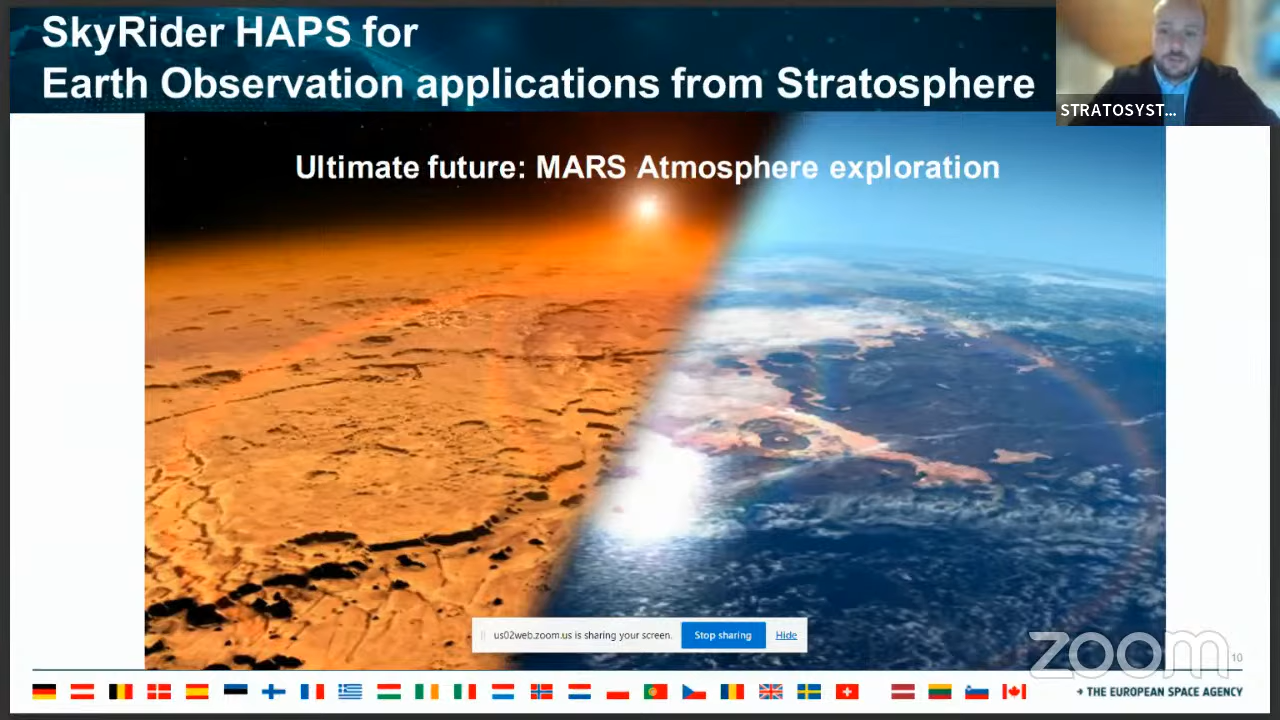 SkyRider HAPS for
Earth Observation applications from Stratosphere
STRATOSYST...
Ultimate future: MARS Atmosphere exploration
us02web.zoom.us is sharing your screen.
Stop sharing
Hide
zoom
10
→ THE EUROPEAN SPACE AGENCY